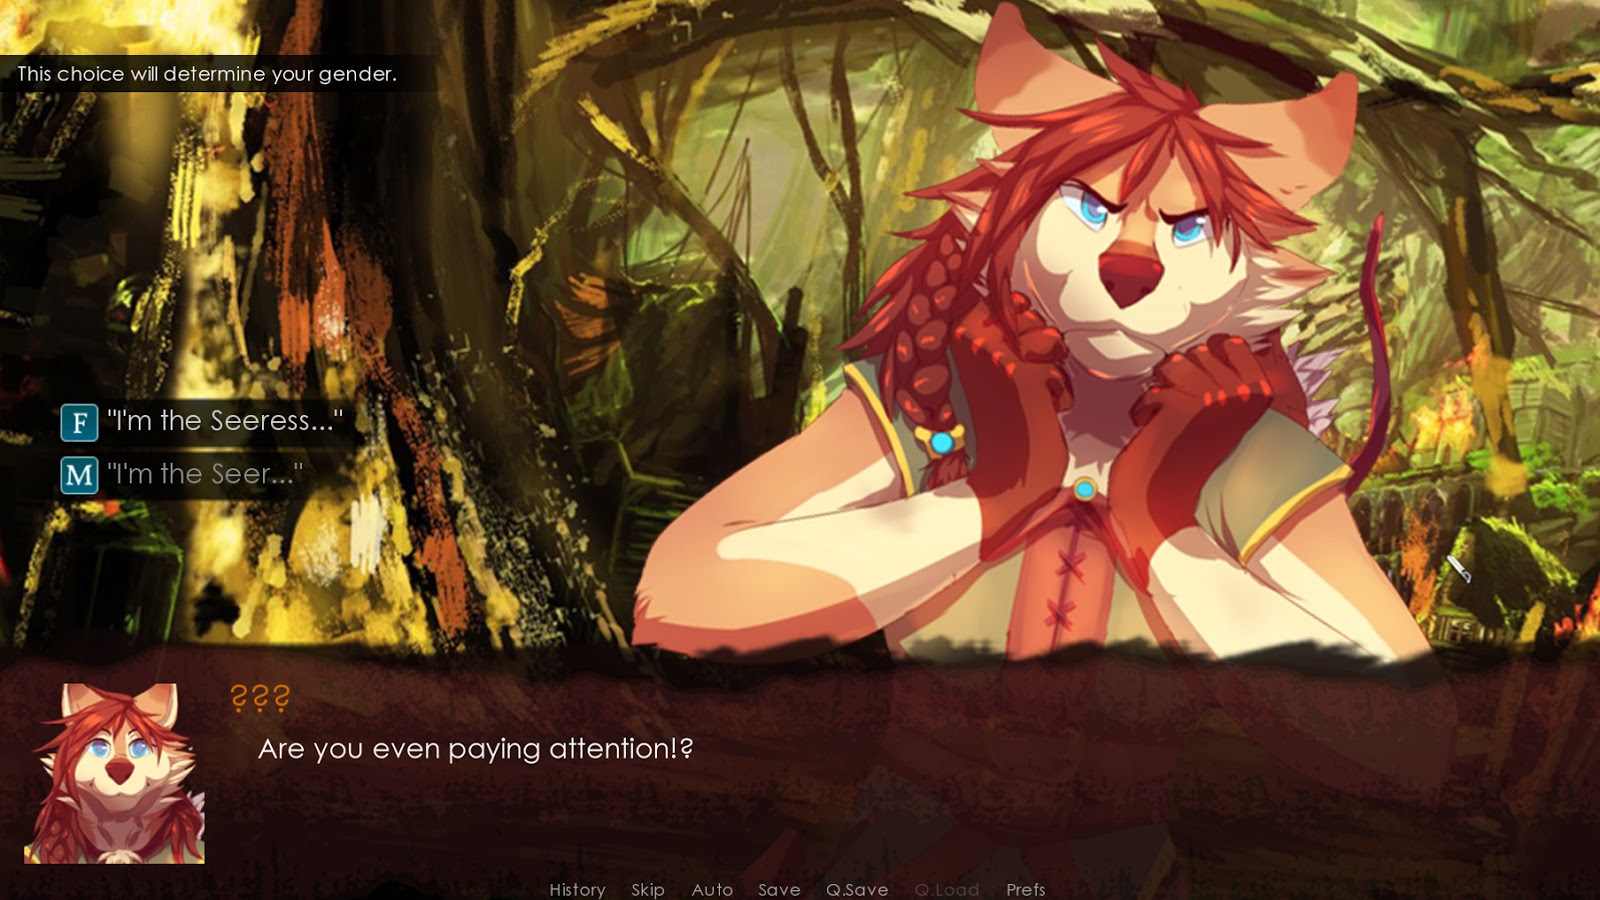 This choice will determine your gender.
F "I'm the Seeress..."
M "I'm the Seer..."
???
Are you even paying attention!?
History Skip Auto Save Q.Save Q.Load Prefs